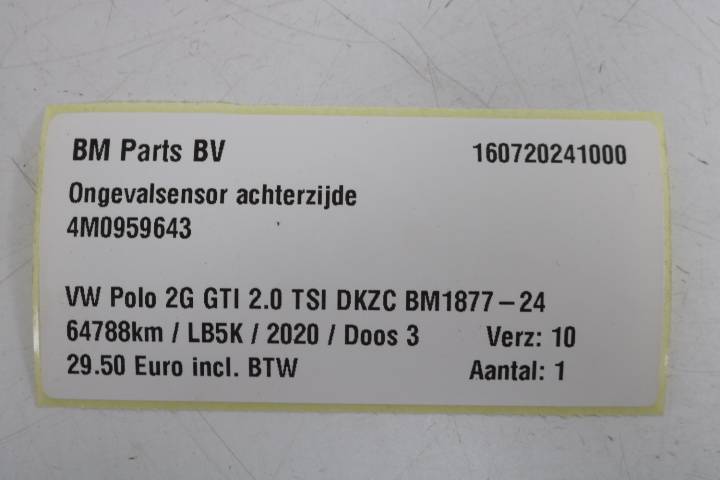 BM Parts BV 160720241000
Ongevalsensor achterzijde
4M0959643
VW Polo 2G GTI 2.0 TSI DKZC BM1877-24
64788km / LB5K / 2020 / Doos 3 Verz: 10
29.50 Euro incl. BTW Aantal: 1